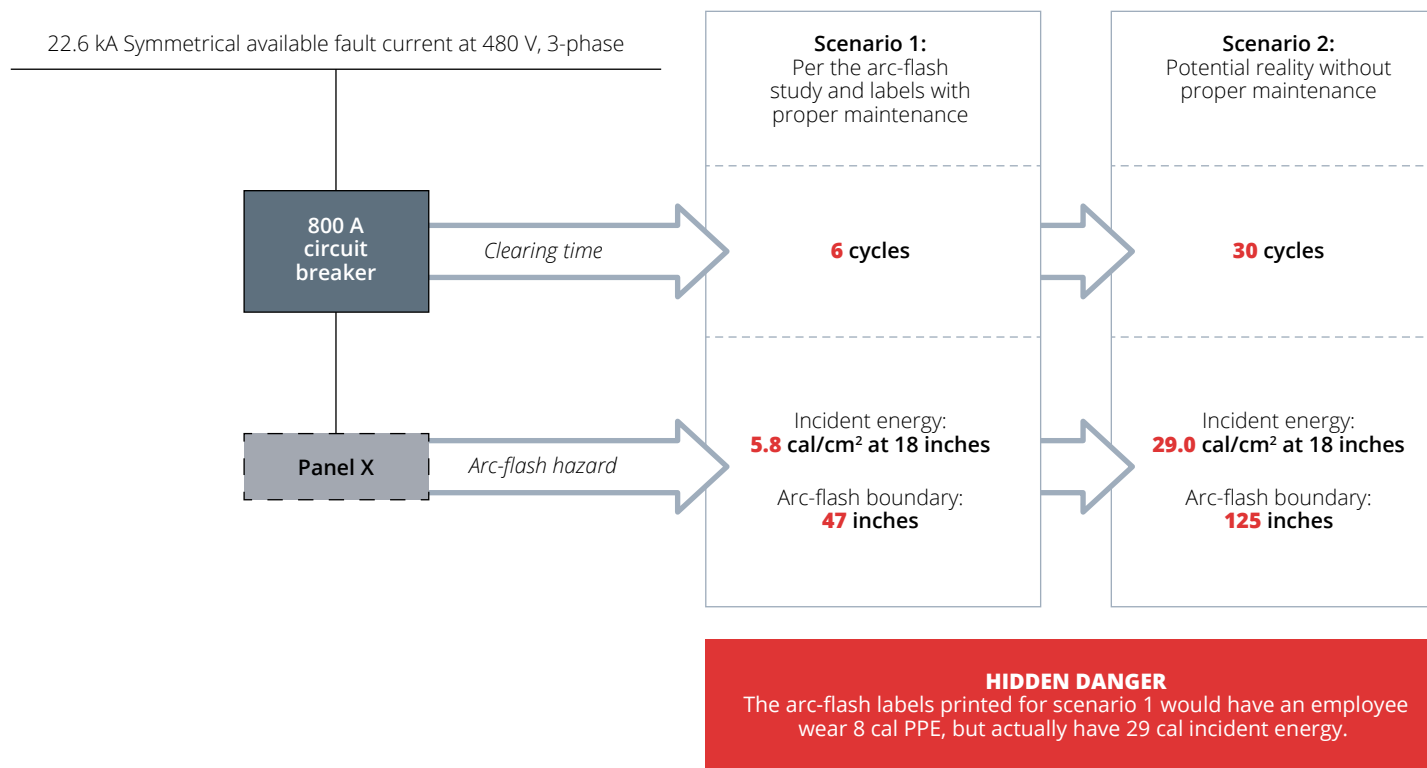 22.6 kA Symmetrical available fault current at 480 V, 3-phase
Scenario 1:
Per the arc-flash
study and labels with
proper maintenance
Scenario 2:
Potential reality without
proper maintenance
800 A
circuit
breaker
Clearing time
6 cycles
30 cycles
Panel X
Arc-flash hazard
Incident energy:
5.8 cal/cm² at 18 inches
Arc-flash boundary:
47 inches
Incident energy:
29.0 cal/cm² at 18 inches
Arc-flash boundary:
125 inches
HIDDEN DANGER
The arc-flash labels printed for scenario 1 would have an employee
wear 8 cal PPE, but actually have 29 cal incident energy.